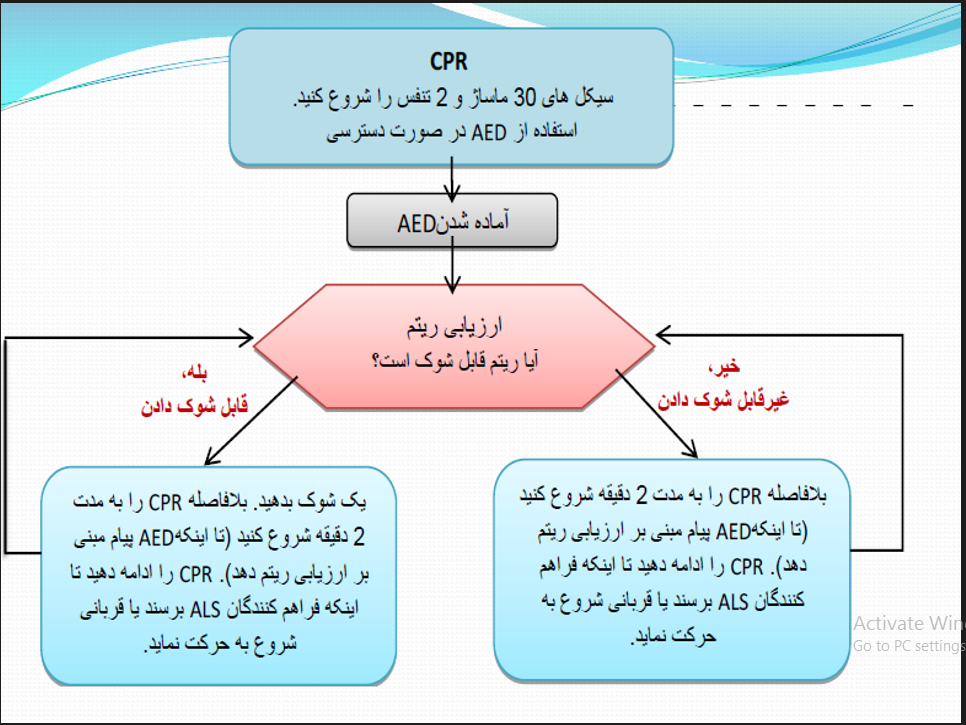 CPR
سیکل های 30 ماساژ و 2 تنفس را شروع کنید.
استفاده از AED در صورت دسترسی
آماده شدنAED
ارزیابی ریتم
آیا ریتم قابل شوک است؟
خیر،
غیرقابل شوک دادن
بله،
قابل شوک دادن
بلافاصله CPR را به مدت 2 دقیقه شروع کنید
(تا اینکهAED پیام مبنی بر ارزیابی ریتم
دهد). CPR را ادامه دهید تا اینکه فراهم
کنندگان ALS برسند یا قربانی شروع به
حرکت نماید.
یک شوک بدهید. بلافاصله CPR را به مدت
2 دقیقه شروع کنید (تا اینکهAED پیام مبنی
بر ارزیابی ریتم دهد). CPR را ادامه دهید تا
اینکه فراهم کنندگان ALS برسند یا قربانی
شروع به حرکت نماید.
Activate Win
Go to PC settings